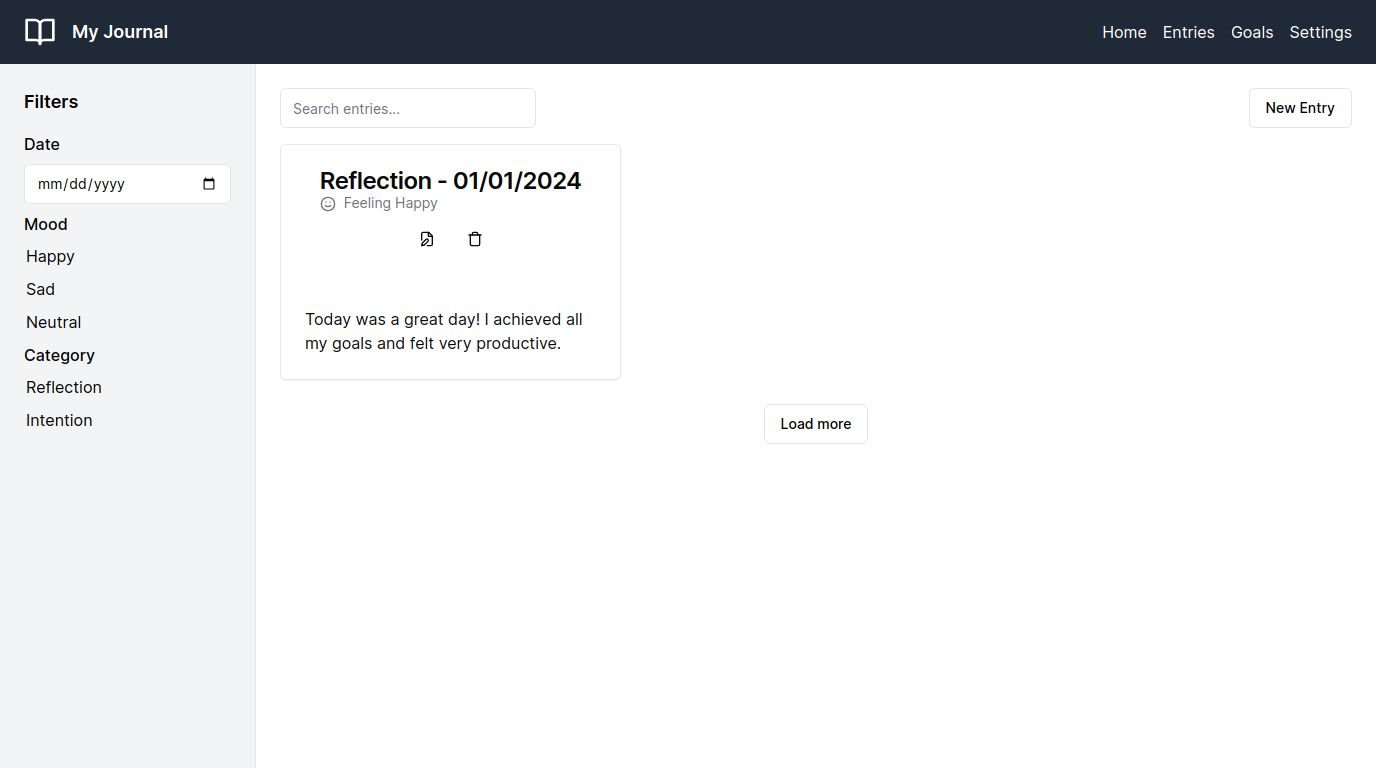 My Journal
Home Entries Goals Settings
Filters
Date
mm/dd/yyyy
Mood
Happy
Sad
Neutral
Category
Reflection
Intention
Search entries...
New Entry
Reflection - 01/01/2024
Feeling Happy
Today was a great day! I achieved all
my goals and felt very productive.
Load more